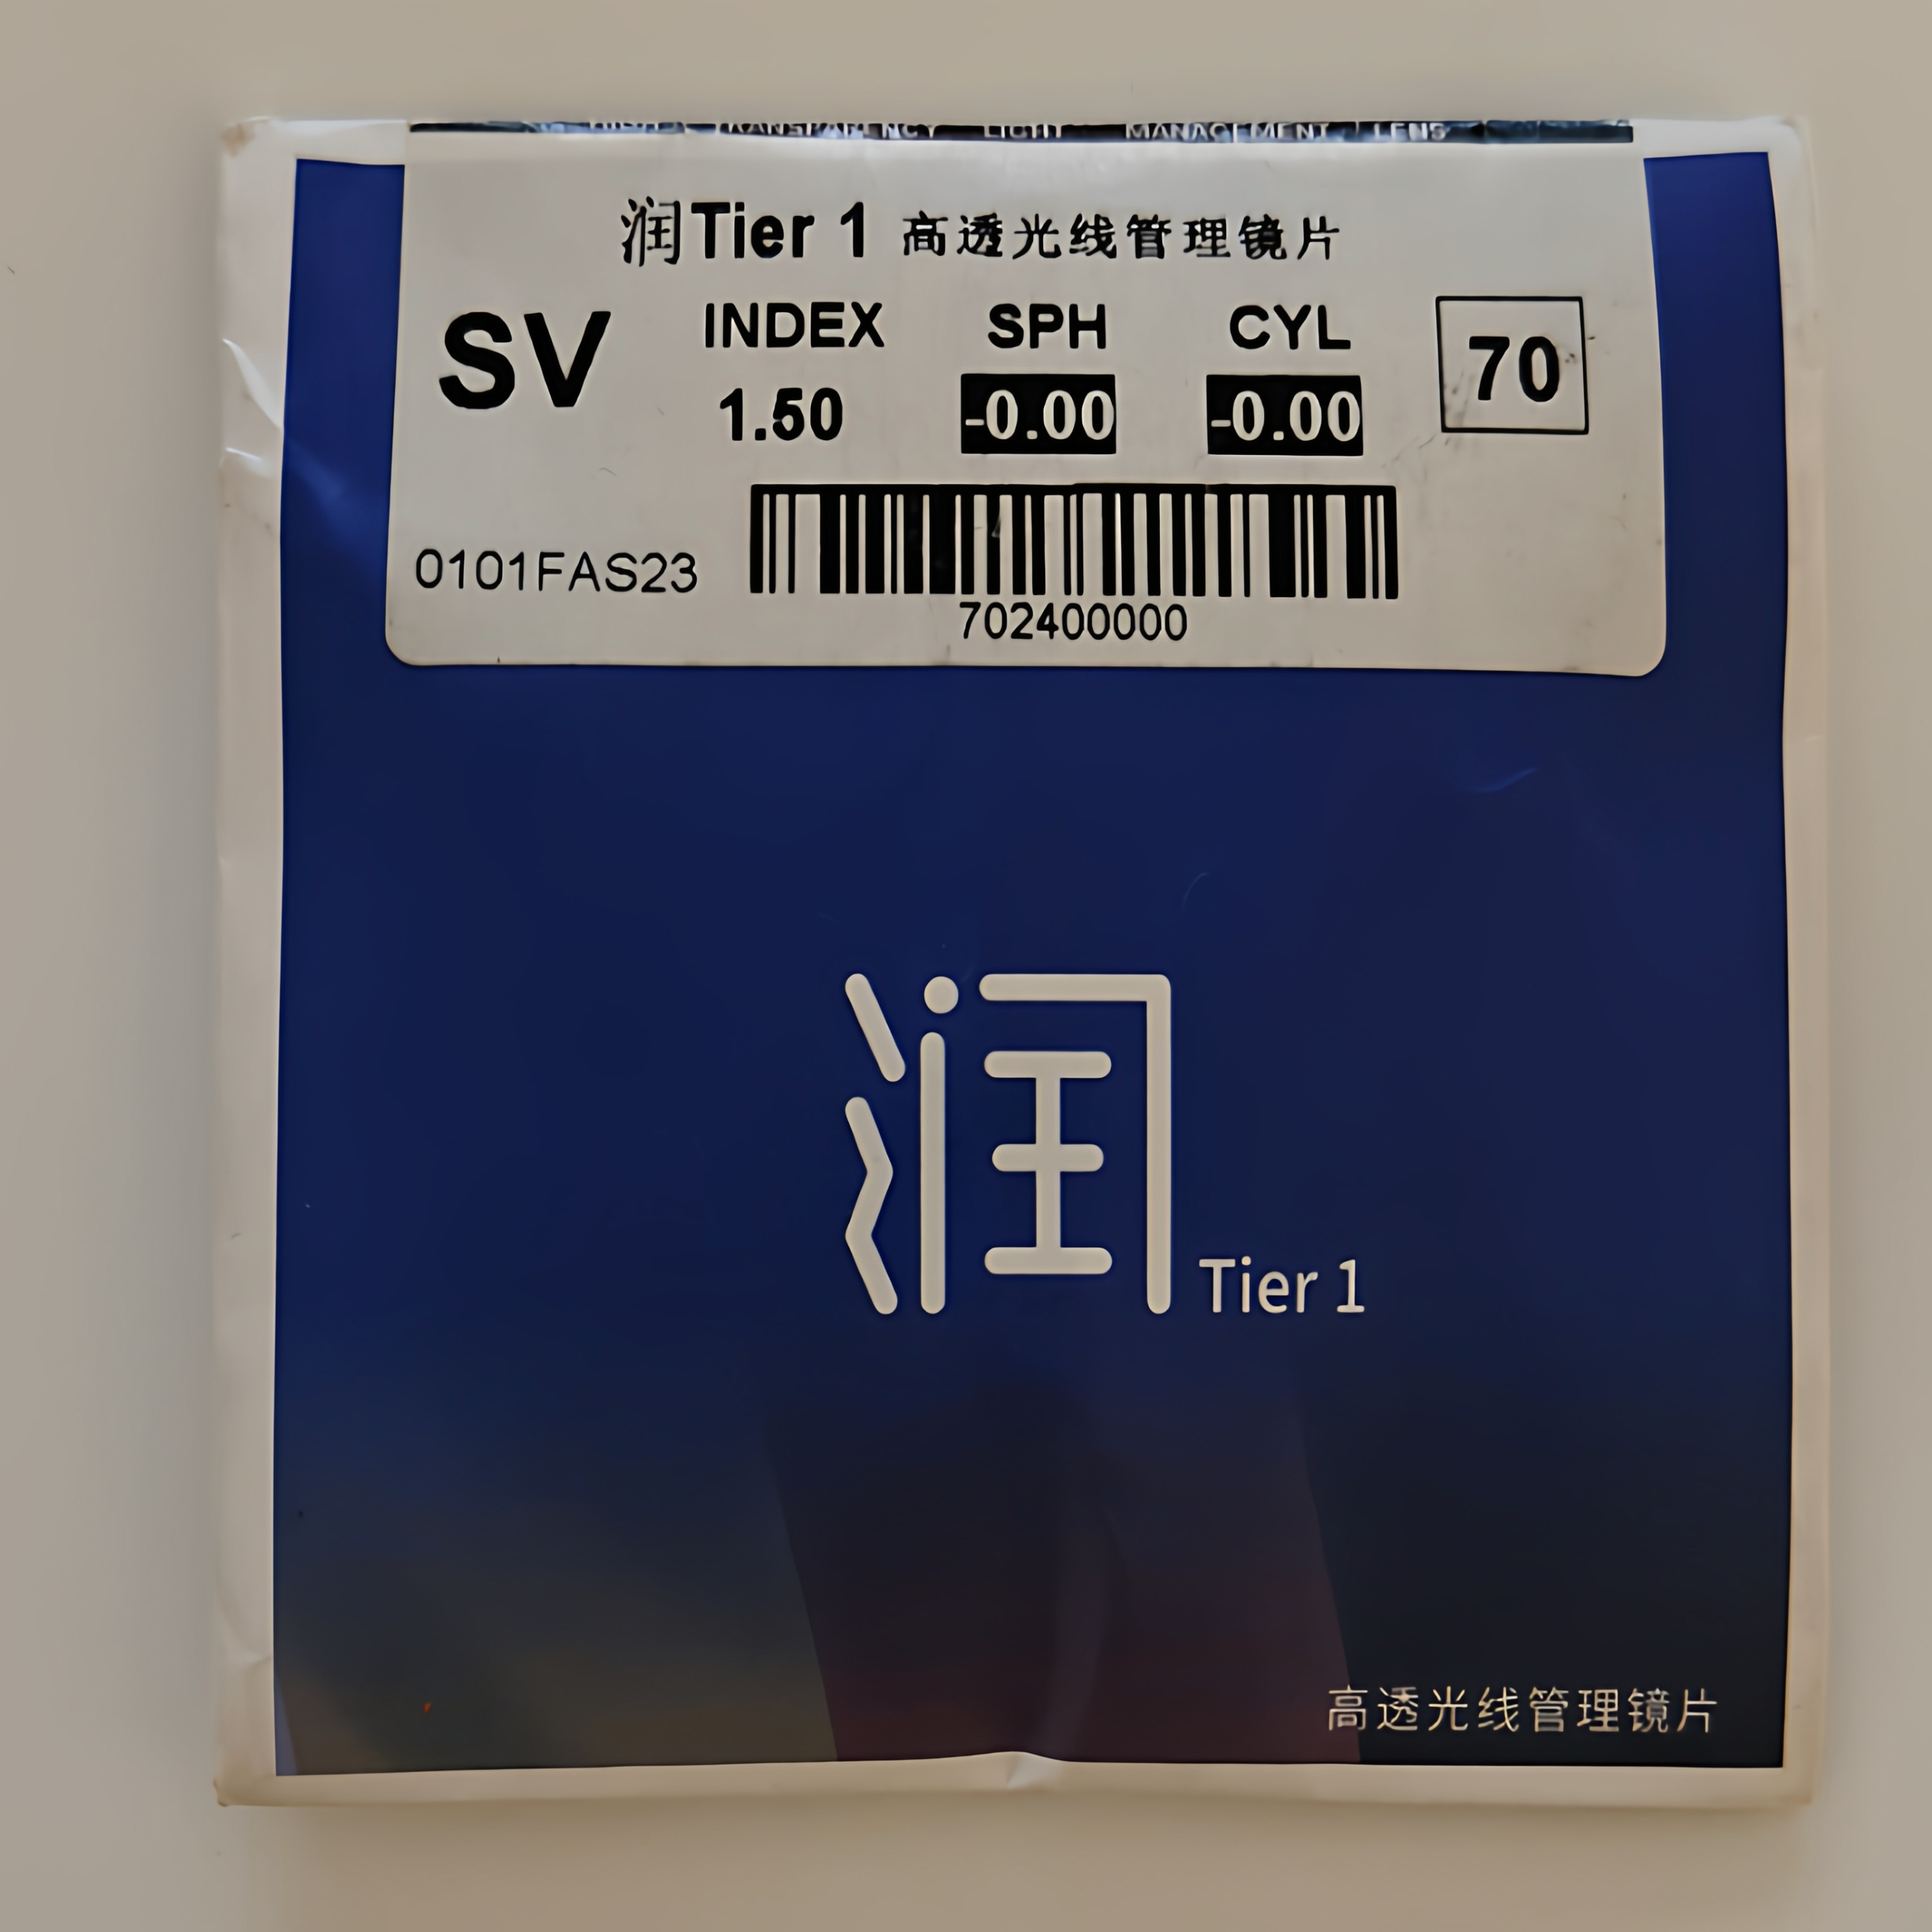 HIGH TRANSPARENCY LIGHT MANAGEMENT LENS
润Tier 1 高透光线管理镜片
SV INDEX SPH CYL 70
1.50 -0.00 -0.00
0101FAS23
702400000
润 Tier 1
高透光线管理镜片